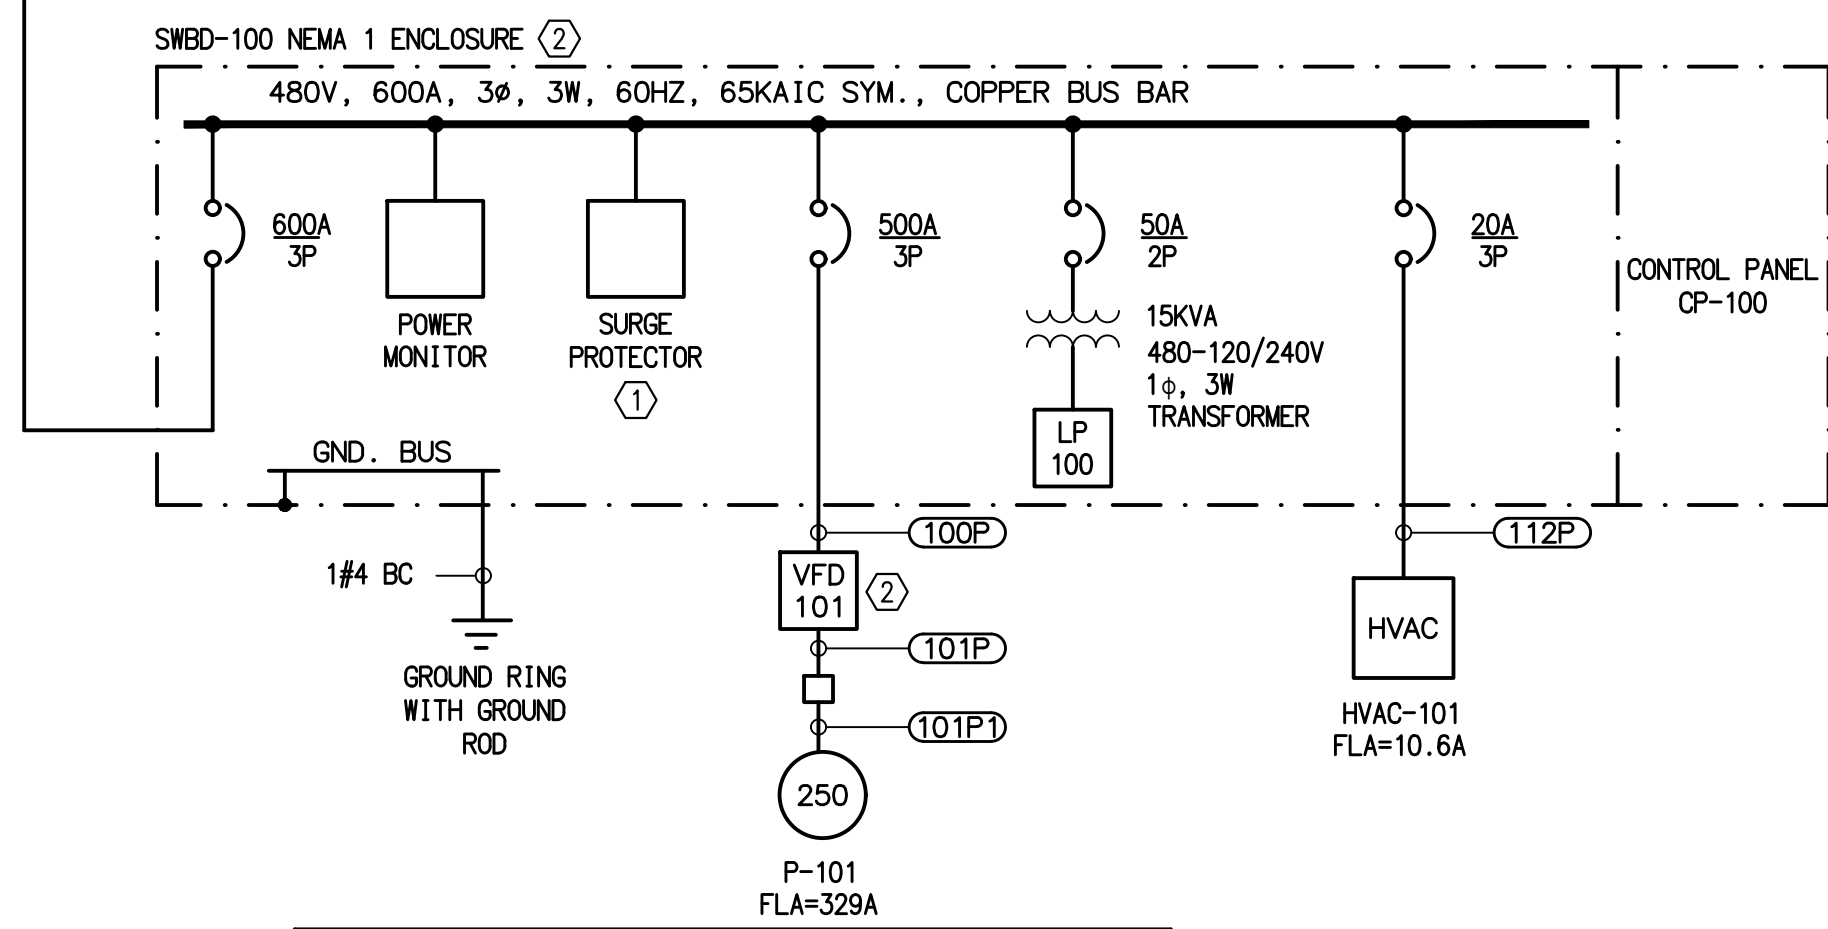 SWBD-100 NEMA 1 ENCLOSURE 2
480V, 600A, 3ø, 3W, 60HZ, 65KAIC SYM., COPPER BUS BAR
600A
3P
POWER
MONITOR
SURGE
PROTECTOR
1
500A
3P
50A
2P
15KVA
480-120/240V
1ϕ, 3W
TRANSFORMER
LP
100
20A
3P
CONTROL PANEL
CP-100
GND. BUS
1#4 BC
GROUND RING
WITH GROUND
ROD
100P
VFD
101
2
101P
101P1
250
P-101
FLA=329A
112P
HVAC
HVAC-101
FLA=10.6A